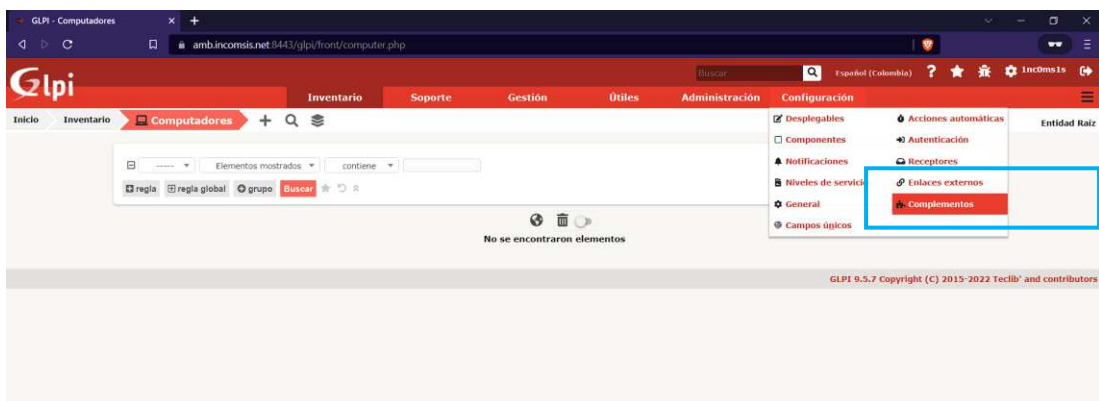 GLPI - Computadores
amb.incomsis.net:8443/glpi/front/computer.php
Glpi
Buscar
Español (Colombia)
1nc0ms1s
Inventario Soporte Gestión Útiles Administración Configuración
Inicio Inventario Computadores
Entidad Raíz
Desplegables Acciones automáticas
Componentes Autenticación
Notificaciones Receptores
Niveles de servicio Enlaces externos
General Complementos
Campos únicos
----- Elementos mostrados contiene
regla regla global grupo Buscar
No se encontraron elementos
GLPI 9.5.7 Copyright (C) 2015-2022 Teclib' and contributors